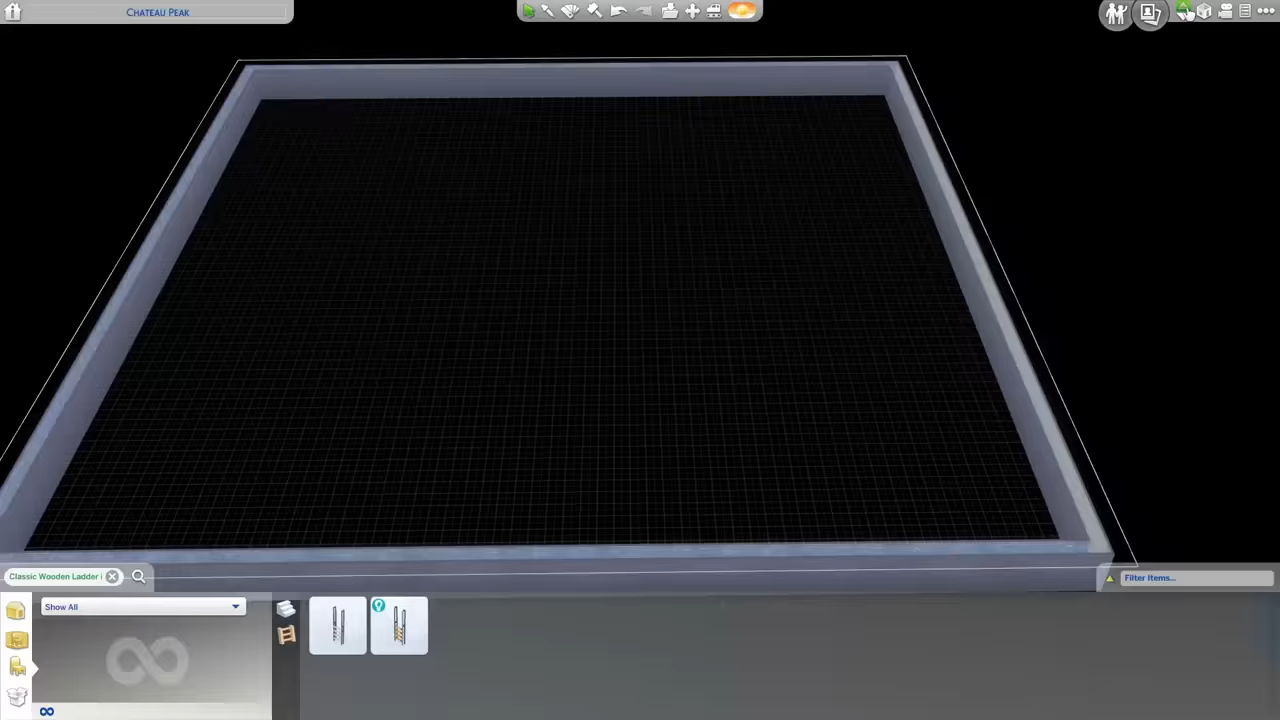 CHATEAU PEAK
Classic Wooden Ladder
Filter Items...
Show All